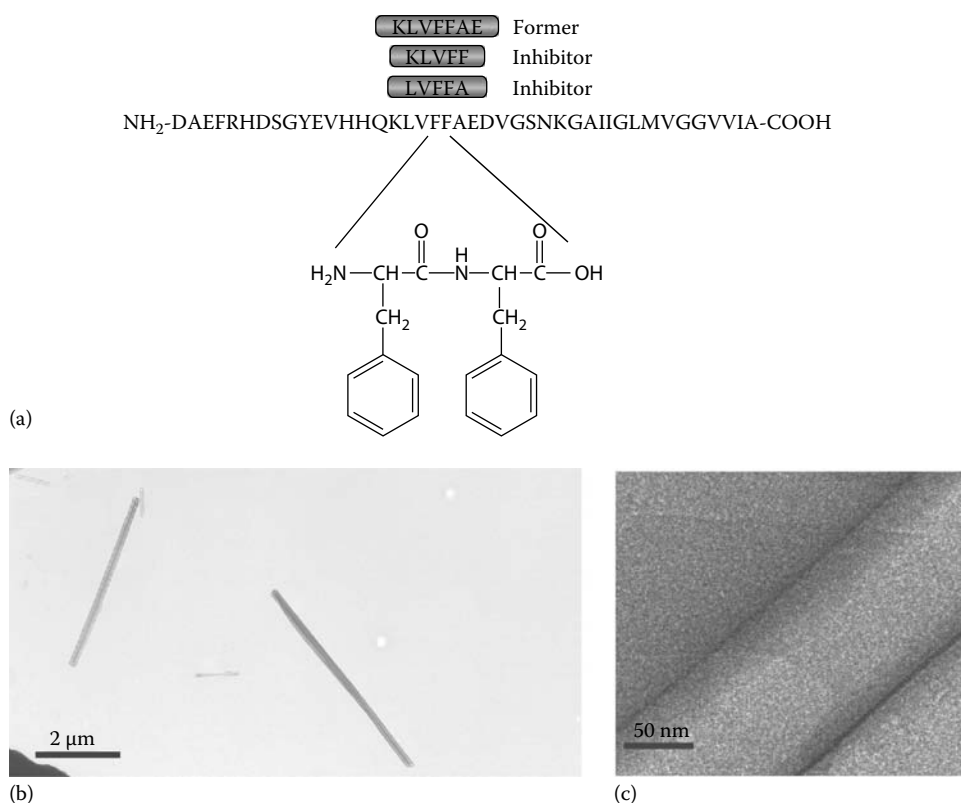 KLVFFAE Former
KLVFF Inhibitor
LVFFA Inhibitor
NH₂-DAEFRHDSGYEVHHQKLVFFAEDVGSNKGAIIGLMVGGVVIA-COOH
O O
H
H₂N CH C N CH C OH
CH₂ CH₂
(a)
2 μm
50 nm
(b) (c)